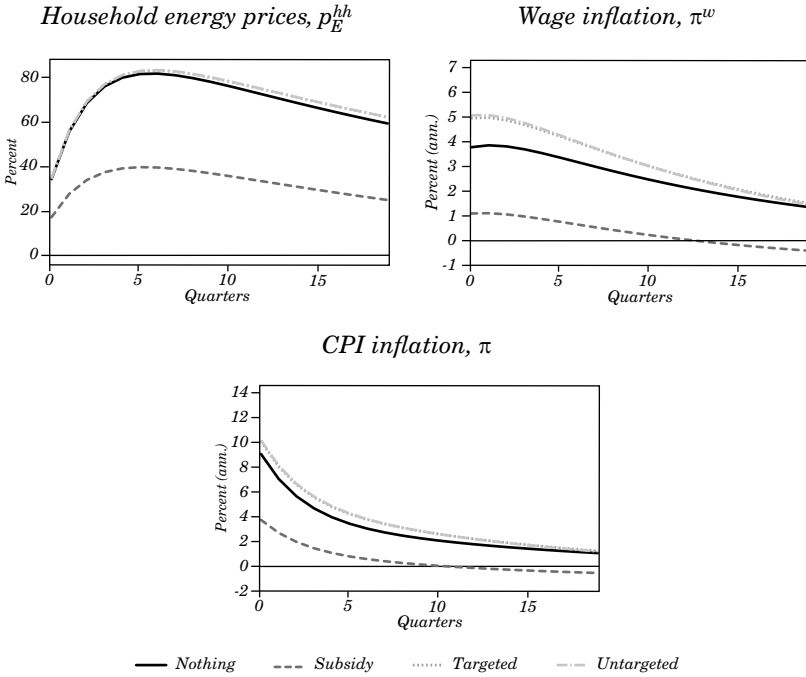 Household energy prices, p_E^hh
Wage inflation, π^w
Percent
80
60
40
20
0
0 5 10 15
Quarters
Percent (ann.)
7
6
5
4
3
2
1
0
-1
0 5 10 15
Quarters
CPI inflation, π
Percent (ann.)
14
12
10
8
6
4
2
0
-2
0 5 10 15
Quarters
Nothing Subsidy Targeted Untargeted